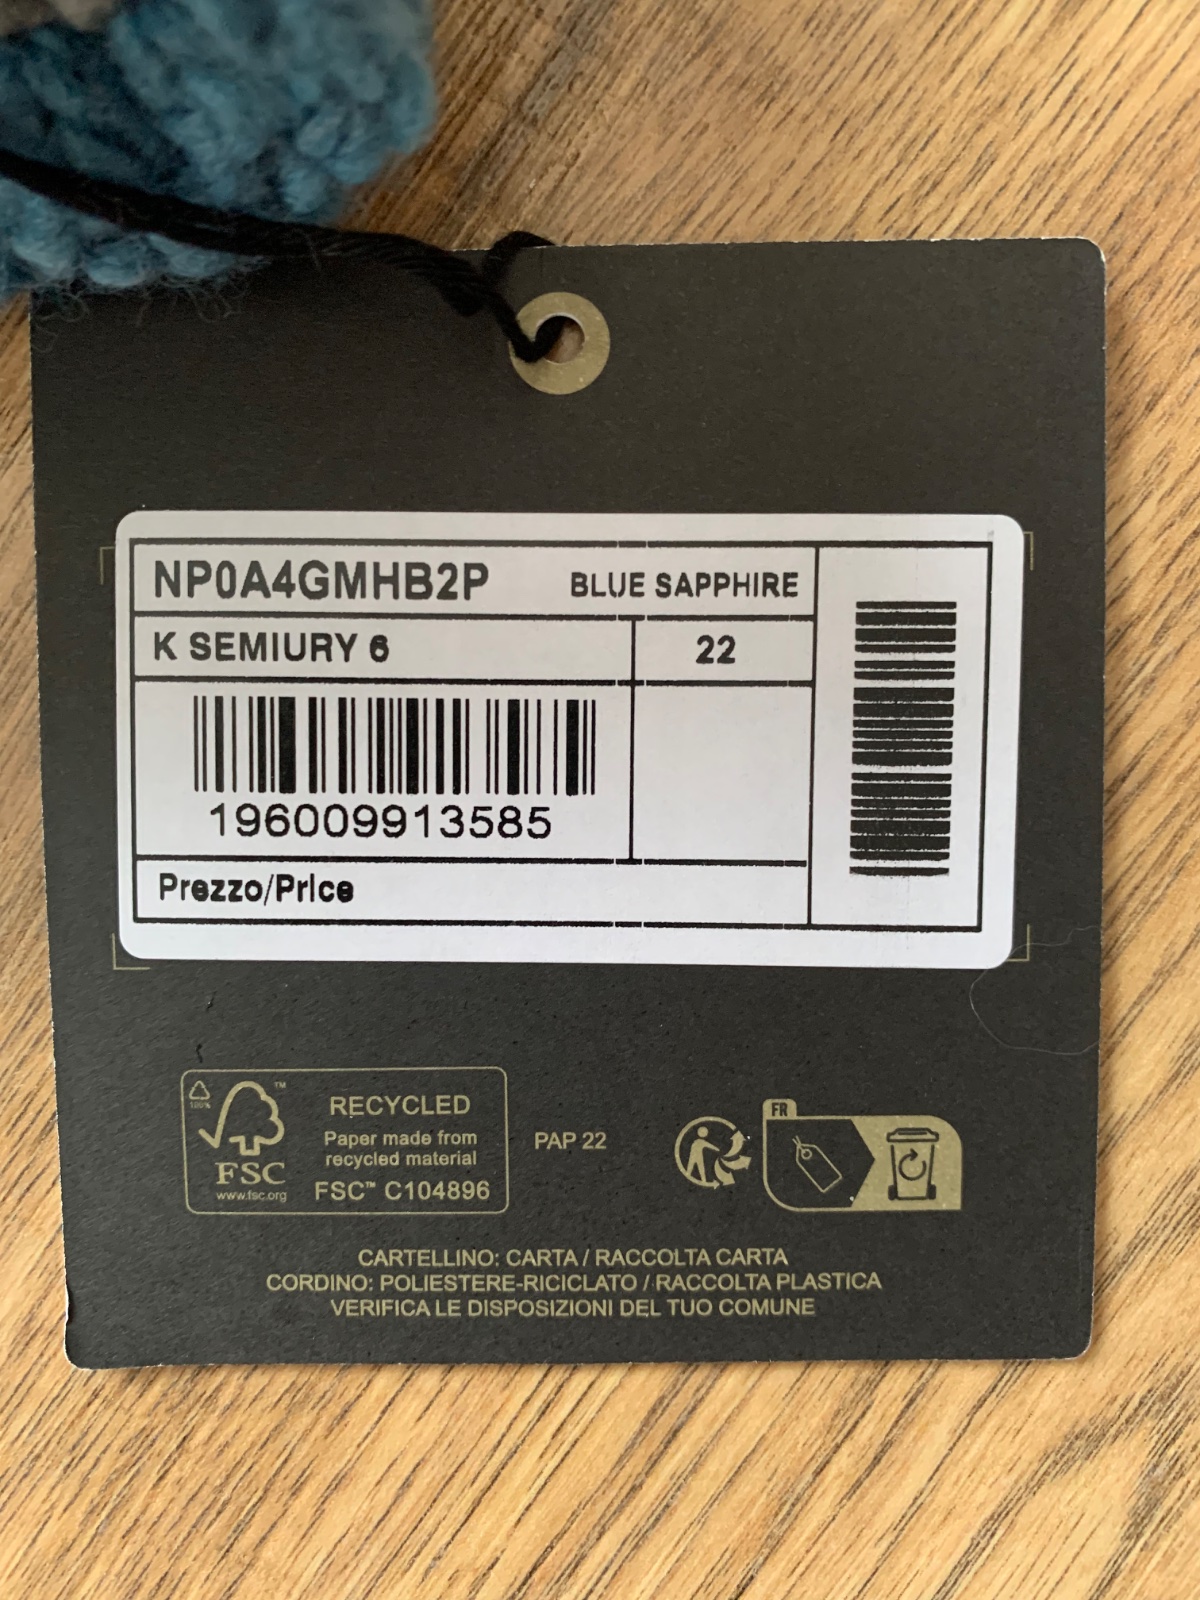 NP0A4GMHB2P BLUE SAPPHIRE
K SEMIURY 6 22
196009913585
Prezzo/Price
100%
™
FSC
www.fsc.org
RECYCLED
Paper made from
recycled material
FSC™ C104896
PAP 22
FR
CARTELLINO: CARTA / RACCOLTA CARTA
CORDINO: POLIESTERE-RICICLATO / RACCOLTA PLASTICA
VERIFICA LE DISPOSIZIONI DEL TUO COMUNE